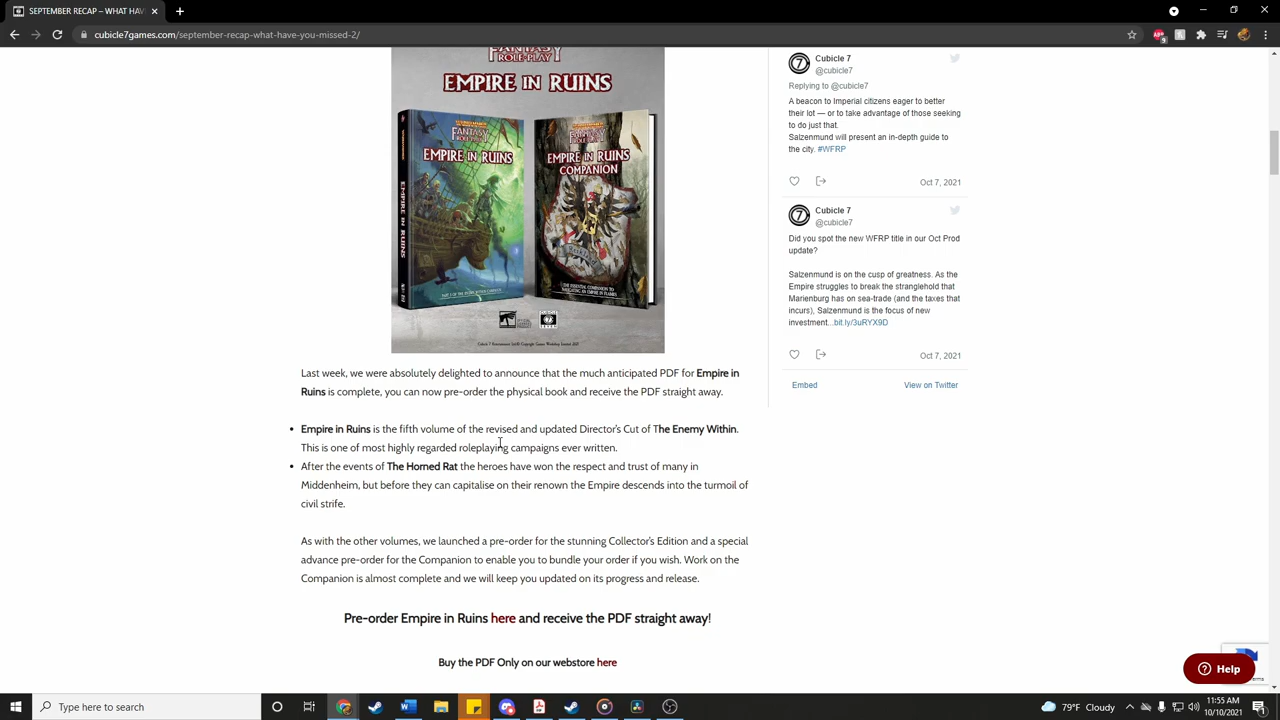 SEPTEMBER RECAP – WHAT HAV
cubicle7games.com/september-recap-what-have-you-missed-2/
FANTASY
ROLE-PLAY
EMPIRE IN RUINS
FANTASY
ROLE-PLAY
EMPIRE IN RUINS
EMPIRE IN RUINS
FANTASY
ROLE-PLAY
EMPIRE IN RUINS
COMPANION
Last week, we were absolutely delighted to announce that the much anticipated PDF for Empire in
Ruins is complete, you can now pre-order the physical book and receive the PDF straight away.
• Empire in Ruins is the fifth volume of the revised and updated Director's Cut of The Enemy Within.
This is one of most highly regarded roleplaying campaigns ever written.
• After the events of The Horned Rat the heroes have won the respect and trust of many in
Middenheim, but before they can capitalise on their renown the Empire descends into the turmoil of
civil strife.
As with the other volumes, we launched a pre-order for the stunning Collector's Edition and a special
advance pre-order for the Companion to enable you to bundle your order if you wish. Work on the
Companion is almost complete and we will keep you updated on its progress and release.
Pre-order Empire in Ruins here and receive the PDF straight away!
Buy the PDF Only on our webstore here
Cubicle 7
@cubicle7
Replying to @cubicle7
A beacon to Imperial citizens eager to better
their lot — or to take advantage of those seeking
to do just that.
Salzenmund will present an in-depth guide to
the city. #WFRP
Oct 7, 2021
Cubicle 7
@cubicle7
Did you spot the new WFRP title in our Oct Prod
update?
Salzenmund is on the cusp of greatness. As the
Empire struggles to break the stranglehold that
Marienburg has on sea-trade (and the taxes that
incurs), Salzenmund is the focus of new
investment...bit.ly/3uRYX9D
Oct 7, 2021
Embed
View on Twitter
Help
Type here to search
79°F Cloudy
11:55 AM
10/10/2021